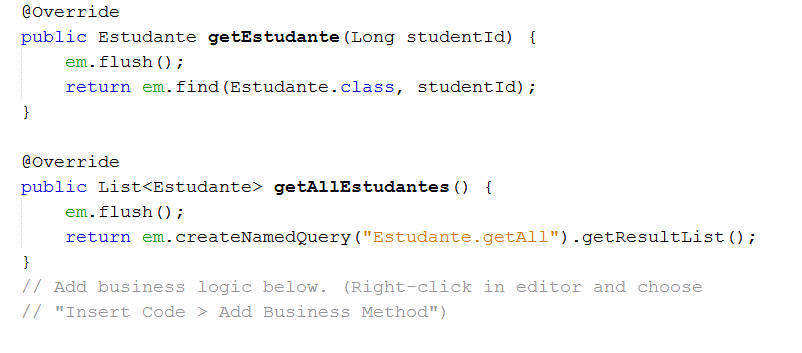 @Override
public Estudante getEstudante(Long studentId) {
    em.flush();
    return em.find(Estudante.class, studentId);
}

@Override
public List<Estudante> getAllEstudantes() {
    em.flush();
    return em.createNamedQuery("Estudante.getAll").getResultList();
}
// Add business logic below. (Right-click in editor and choose
// "Insert Code > Add Business Method")